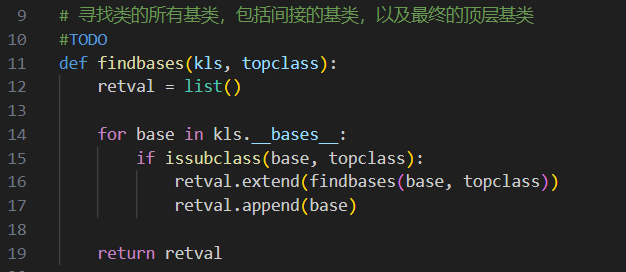 9 # 寻找类的所有基类，包括间接的基类，以及最终的顶层基类
10 #TODO
11 def findbases(kls, topclass):
12     retval = list()
13
14     for base in kls.__bases__:
15         if issubclass(base, topclass):
16             retval.extend(findbases(base, topclass))
17             retval.append(base)
18
19     return retval